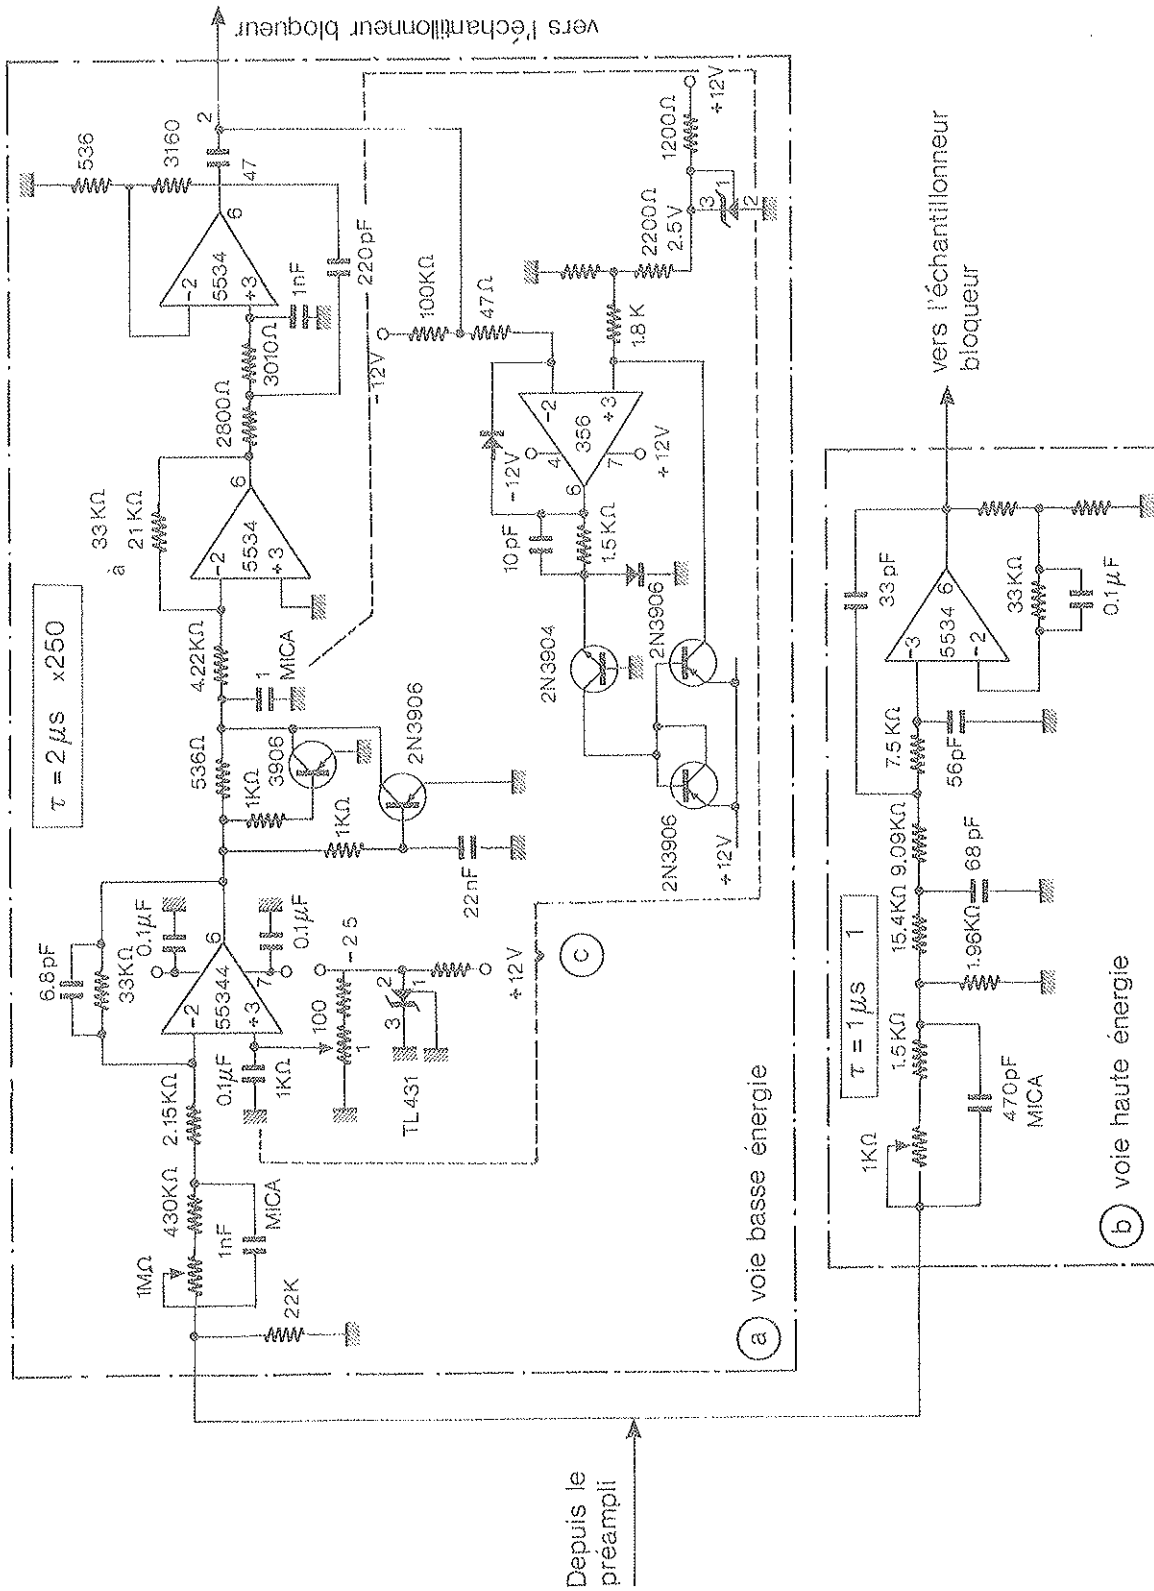 τ = 2 µs x250
1MΩ
430KΩ
1nF
MICA
22K
2.15KΩ
6.8pF
33KΩ
0.1µF
-2
55344
+3
6
7
0.1µF
0.1µF
1KΩ
100
1
-25
TL431
3
2
1
+12V
536Ω
1KΩ
3906
1KΩ
2N3906
22nF
4.22KΩ
1
MICA
33KΩ
à
21KΩ
-2
5534
+3
6
2800Ω
3010Ω
1nF
220pF
-2
5534
+3
6
536
3160
47
2
vers l'échantillonneur bloqueur
-12V
100KΩ
47Ω
-2
356
+3
4
-12V
7
+12V
6
10pF
1.5KΩ
1.8K
2200Ω
2.5V
1200Ω
+12V
3
1
2
2N3904
2N3906
2N3906
+12V
c
a voie basse énergie
Depuis le
préampli
τ = 1µs 1
1KΩ
1.5KΩ
470pF
MICA
1.96KΩ
15.4KΩ
68pF
9.09KΩ
7.5KΩ
56pF
33pF
-3
5534
-2
6
33KΩ
0.1µF
vers l'échantillonneur
bloqueur
b voie haute énergie